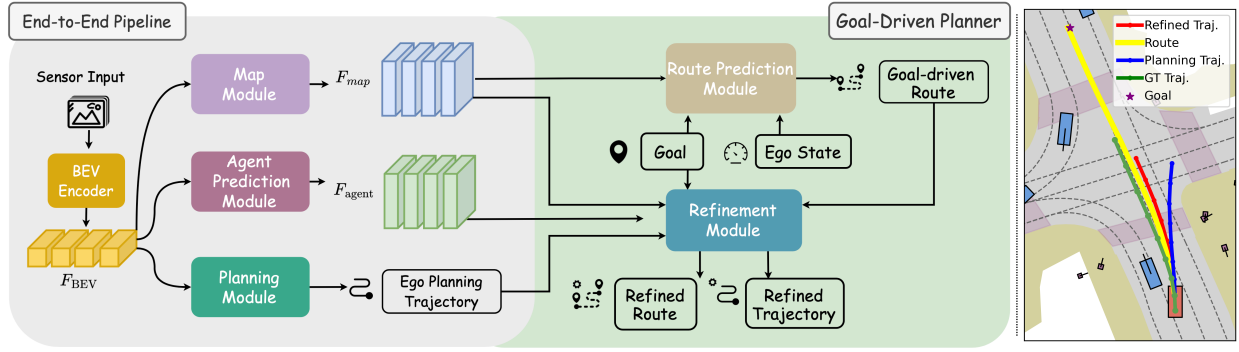 End-to-End Pipeline
Goal-Driven Planner
Sensor Input
BEV
Encoder
F_BEV
Map
Module
F_map
Agent
Prediction
Module
F_agent
Planning
Module
Ego Planning
Trajectory
Route Prediction
Module
Goal-driven
Route
Goal
Ego State
Refinement
Module
Refined
Route
Refined
Trajectory
Refined Traj.
Route
Planning Traj.
GT Traj.
Goal